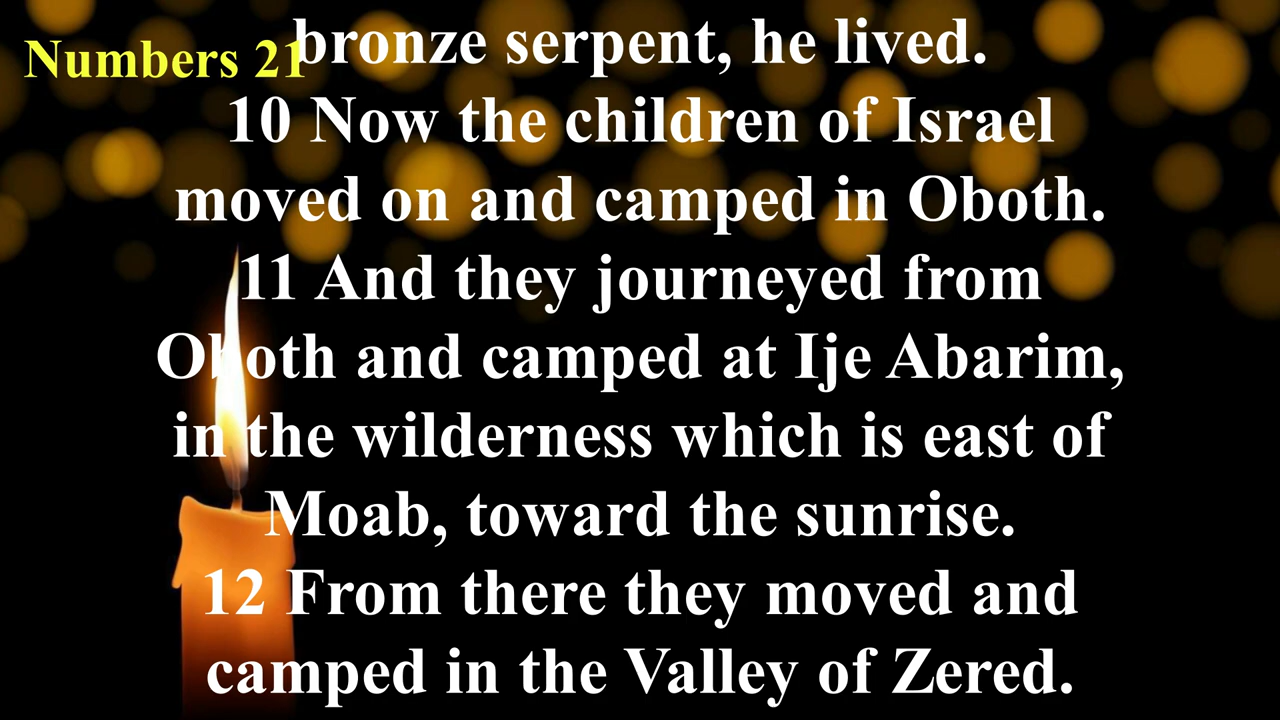 Numbers 21
bronze serpent, he lived.
10 Now the children of Israel
moved on and camped in Oboth.
11 And they journeyed from
Oboth and camped at Ije Abarim,
in the wilderness which is east of
Moab, toward the sunrise.
12 From there they moved and
camped in the Valley of Zered.